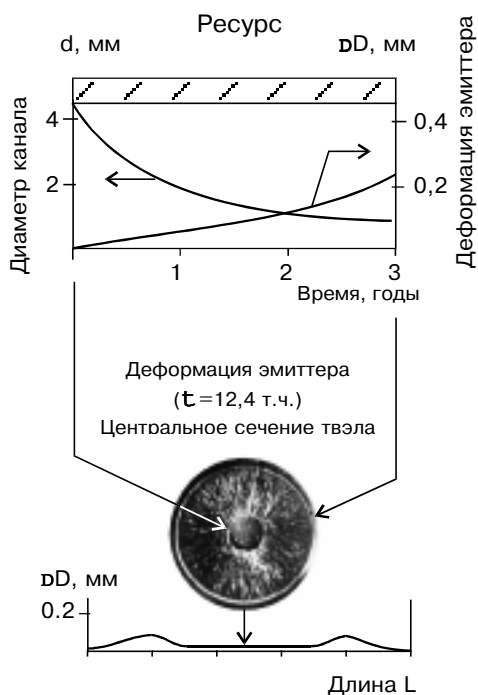 Ресурс
d, мм
DD, мм
Диаметр канала
4
2
0,4
0,2
Деформация эмиттера
1
2
3
Время, годы
Деформация эмиттера
(t=12,4 т.ч.)
Центральное сечение твэла
DD, мм
0.2
Длина L